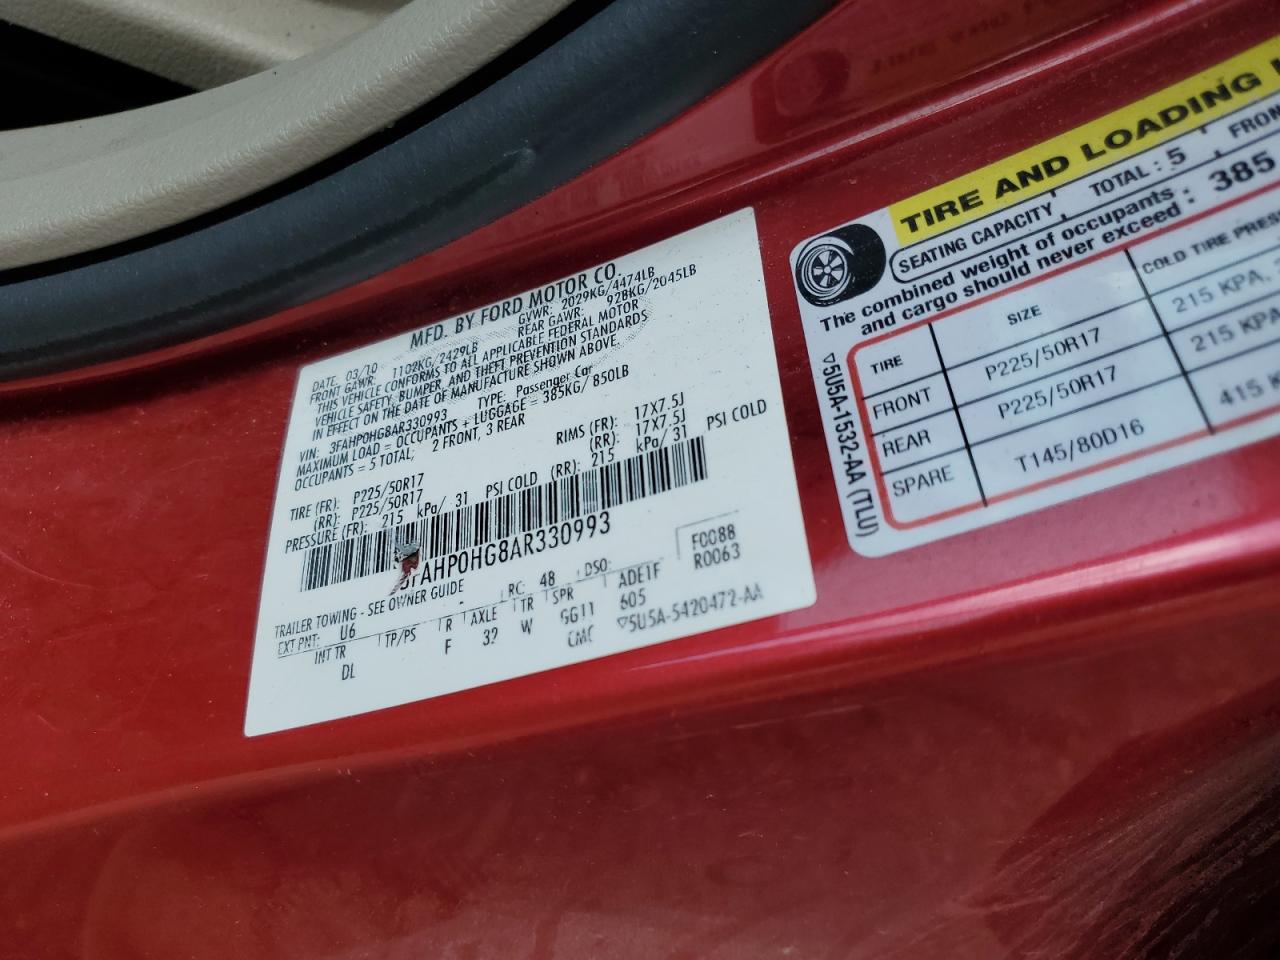 MFD. BY FORD MOTOR CO.
DATE: 03/10 GVWR: 2029KG/4474LB
FRONT GAWR: 1102KG/2429LB REAR GAWR: 928KG/2045LB
THIS VEHICLE CONFORMS TO ALL APPLICABLE FEDERAL MOTOR
VEHICLE SAFETY, BUMPER, AND THEFT PREVENTION STANDARDS
IN EFFECT ON THE DATE OF MANUFACTURE SHOWN ABOVE.
VIN: 3FAHP0HG8AR330993 TYPE: Passenger Car
MAXIMUM LOAD = OCCUPANTS + LUGGAGE = 385KG/ 850LB
OCCUPANTS = 5 TOTAL; 2 FRONT, 3 REAR
TIRE (FR): P225/50R17 RIMS (FR): 17X7.5J
(RR): P225/50R17 (RR): 17X7.5J
PRESSURE (FR): 215 kPa/ 31 PSI COLD (RR): 215 kPa/ 31 PSI COLD
3FAHP0HG8AR330993
F0088
R0063
TRAILER TOWING - SEE OWNER GUIDE
EXT PNT: U6 RC: 48 DSO:
INT TR TP/PS R AXLE TR SPR ADE1F
DL F 32 W GG11 605
CMC ▽5U5A-5420472-AA
TIRE AND LOADING
SEATING CAPACITY TOTAL : 5 FRON
The combined weight of occupants
and cargo should never exceed : 385
TIRE SIZE COLD TIRE PRES
FRONT P225/50R17 215 KPA,
REAR P225/50R17 215 KPA
SPARE T145/80D16 415 K
▽5U5A-1532-AA (TLU)